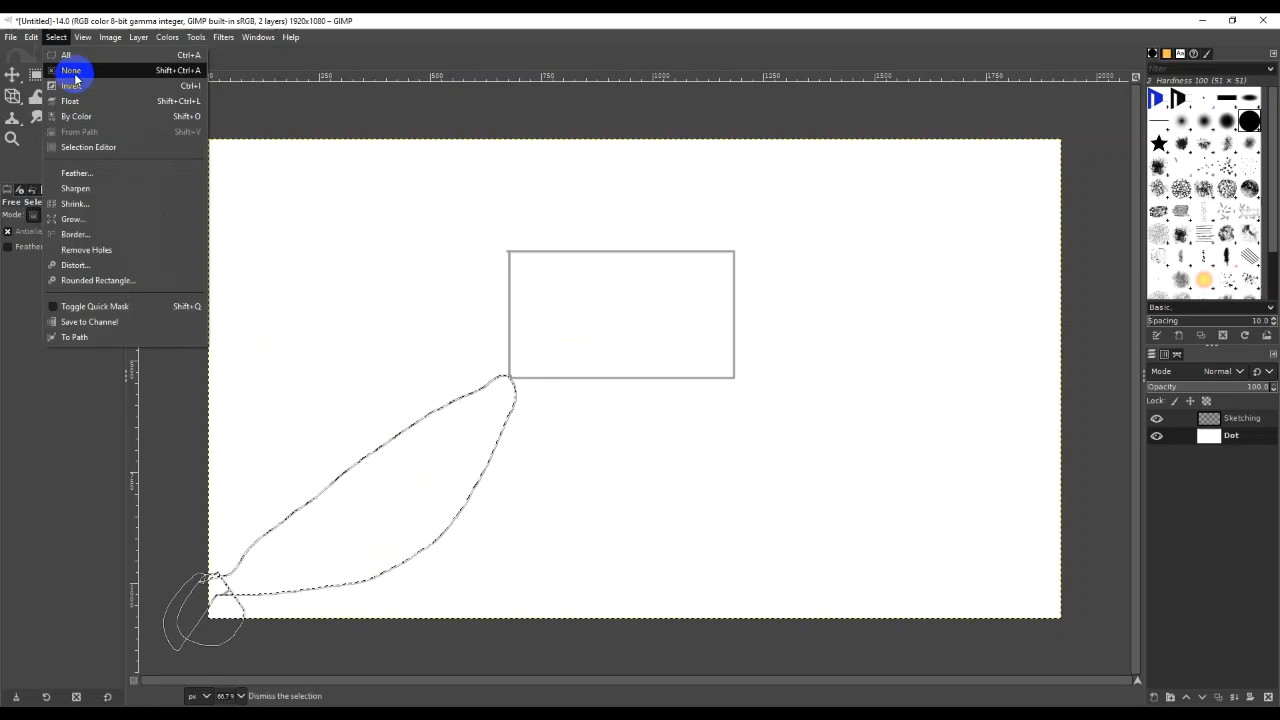 *[Untitled]-14.0 (RGB color 8-bit gamma integer, GIMP built-in sRGB, 2 layers) 1920x1080 – GIMP
File Edit Select View Image Layer Colors Tools Filters Windows Help
All Ctrl+A
None Shift+Ctrl+A
Invert Ctrl+I
Float Shift+Ctrl+L
By Color Shift+O
From Path Shift+V
Selection Editor
Feather...
Sharpen
Shrink...
Grow...
Border...
Remove Holes
Distort...
Rounded Rectangle...
Toggle Quick Mask Shift+Q
Save to Channel
To Path
Free Sele
Mode:
Antialia
Feather
0 250 500 750 1000 1250 1500 1750 2000
filter
2. Hardness 100 (51 × 51)
Basic,
Spacing 10.0
Mode Normal
Opacity 100.0
Lock:
Sketching
Dot
px 66.7 9 Dismiss the selection